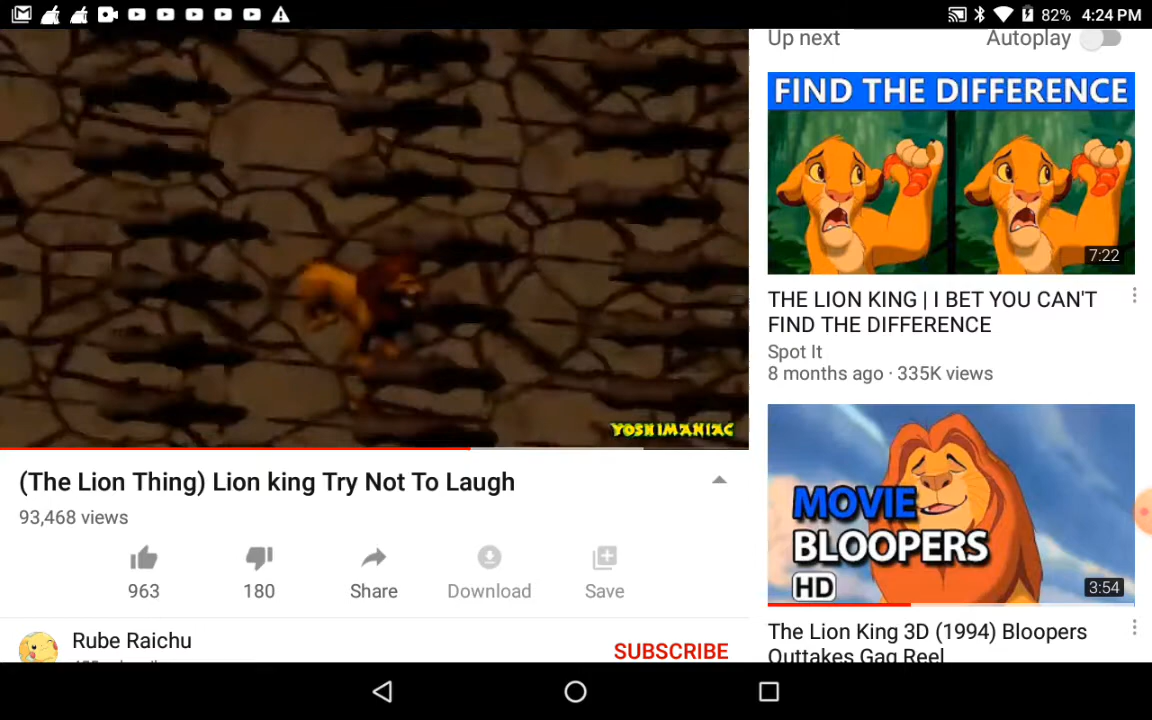 82% 4:24 PM
Up next Autoplay
FIND THE DIFFERENCE
7:22
THE LION KING | I BET YOU CAN'T
FIND THE DIFFERENCE
Spot It
8 months ago · 335K views
YOSHIMANIAC
(The Lion Thing) Lion king Try Not To Laugh
93,468 views
963 180 Share Download Save
Rube Raichu
SUBSCRIBE
MOVIE
BLOOPERS
HD
3:54
The Lion King 3D (1994) Bloopers
Outtakes Gag Reel